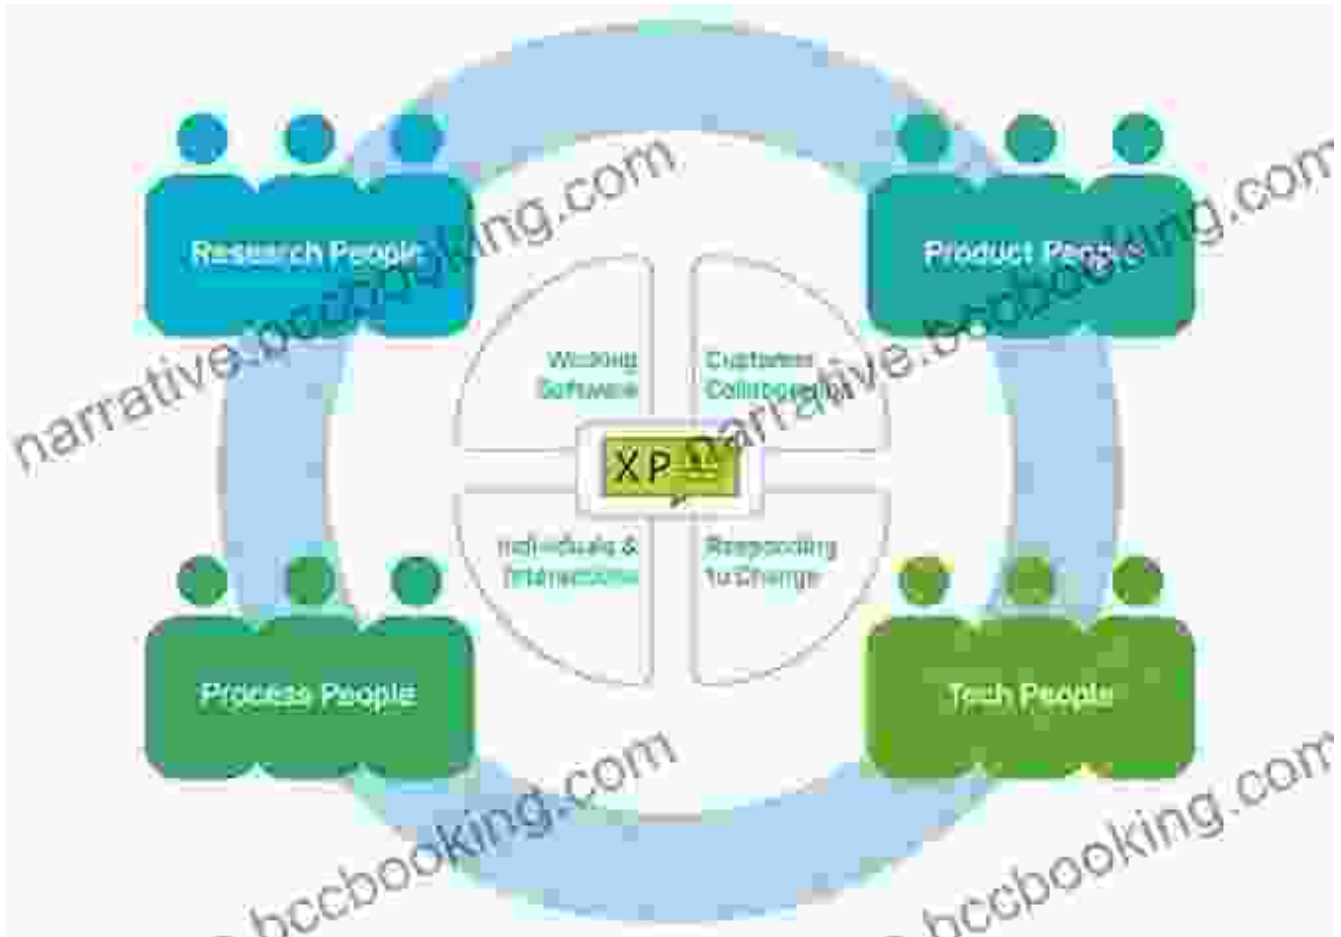 Research People
Product People
narrative.bccbooking.com
narrative.bccbooking.com
Working
Software
Customer
Collaboration
XP
Individuals &
Interactions
Responding
to Change
Process People
Tech People
.bccbooking.com
.bccbooking.com